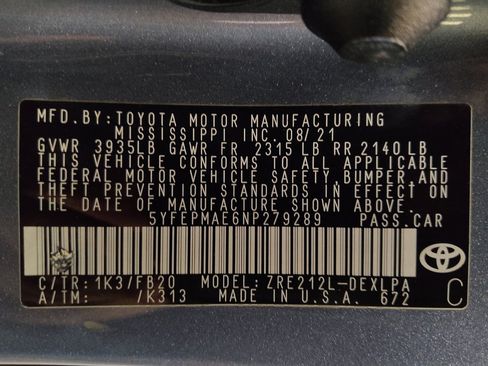 MFD.BY: TOYOTA MOTOR MANUFACTURING
MISSISSIPPI INC. 08/21
GVWR 3935LB GAWR FR 2315 LB RR 2140 LB
THIS VEHICLE CONFORMS TO ALL APPLICABLE
FEDERAL MOTOR VEHICLE SAFETY, BUMPER, AND
THEFT PREVENTION STANDARDS IN EFFECT ON
THE DATE OF MANUFACTURE SHOWN ABOVE.
5YFEPMAE6NP279289 PASS.CAR
C/TR: 1K3/FB20 MODEL: ZRE212L-DEXLPA
A/TM: /K313 MADE IN U.S.A. 672 C